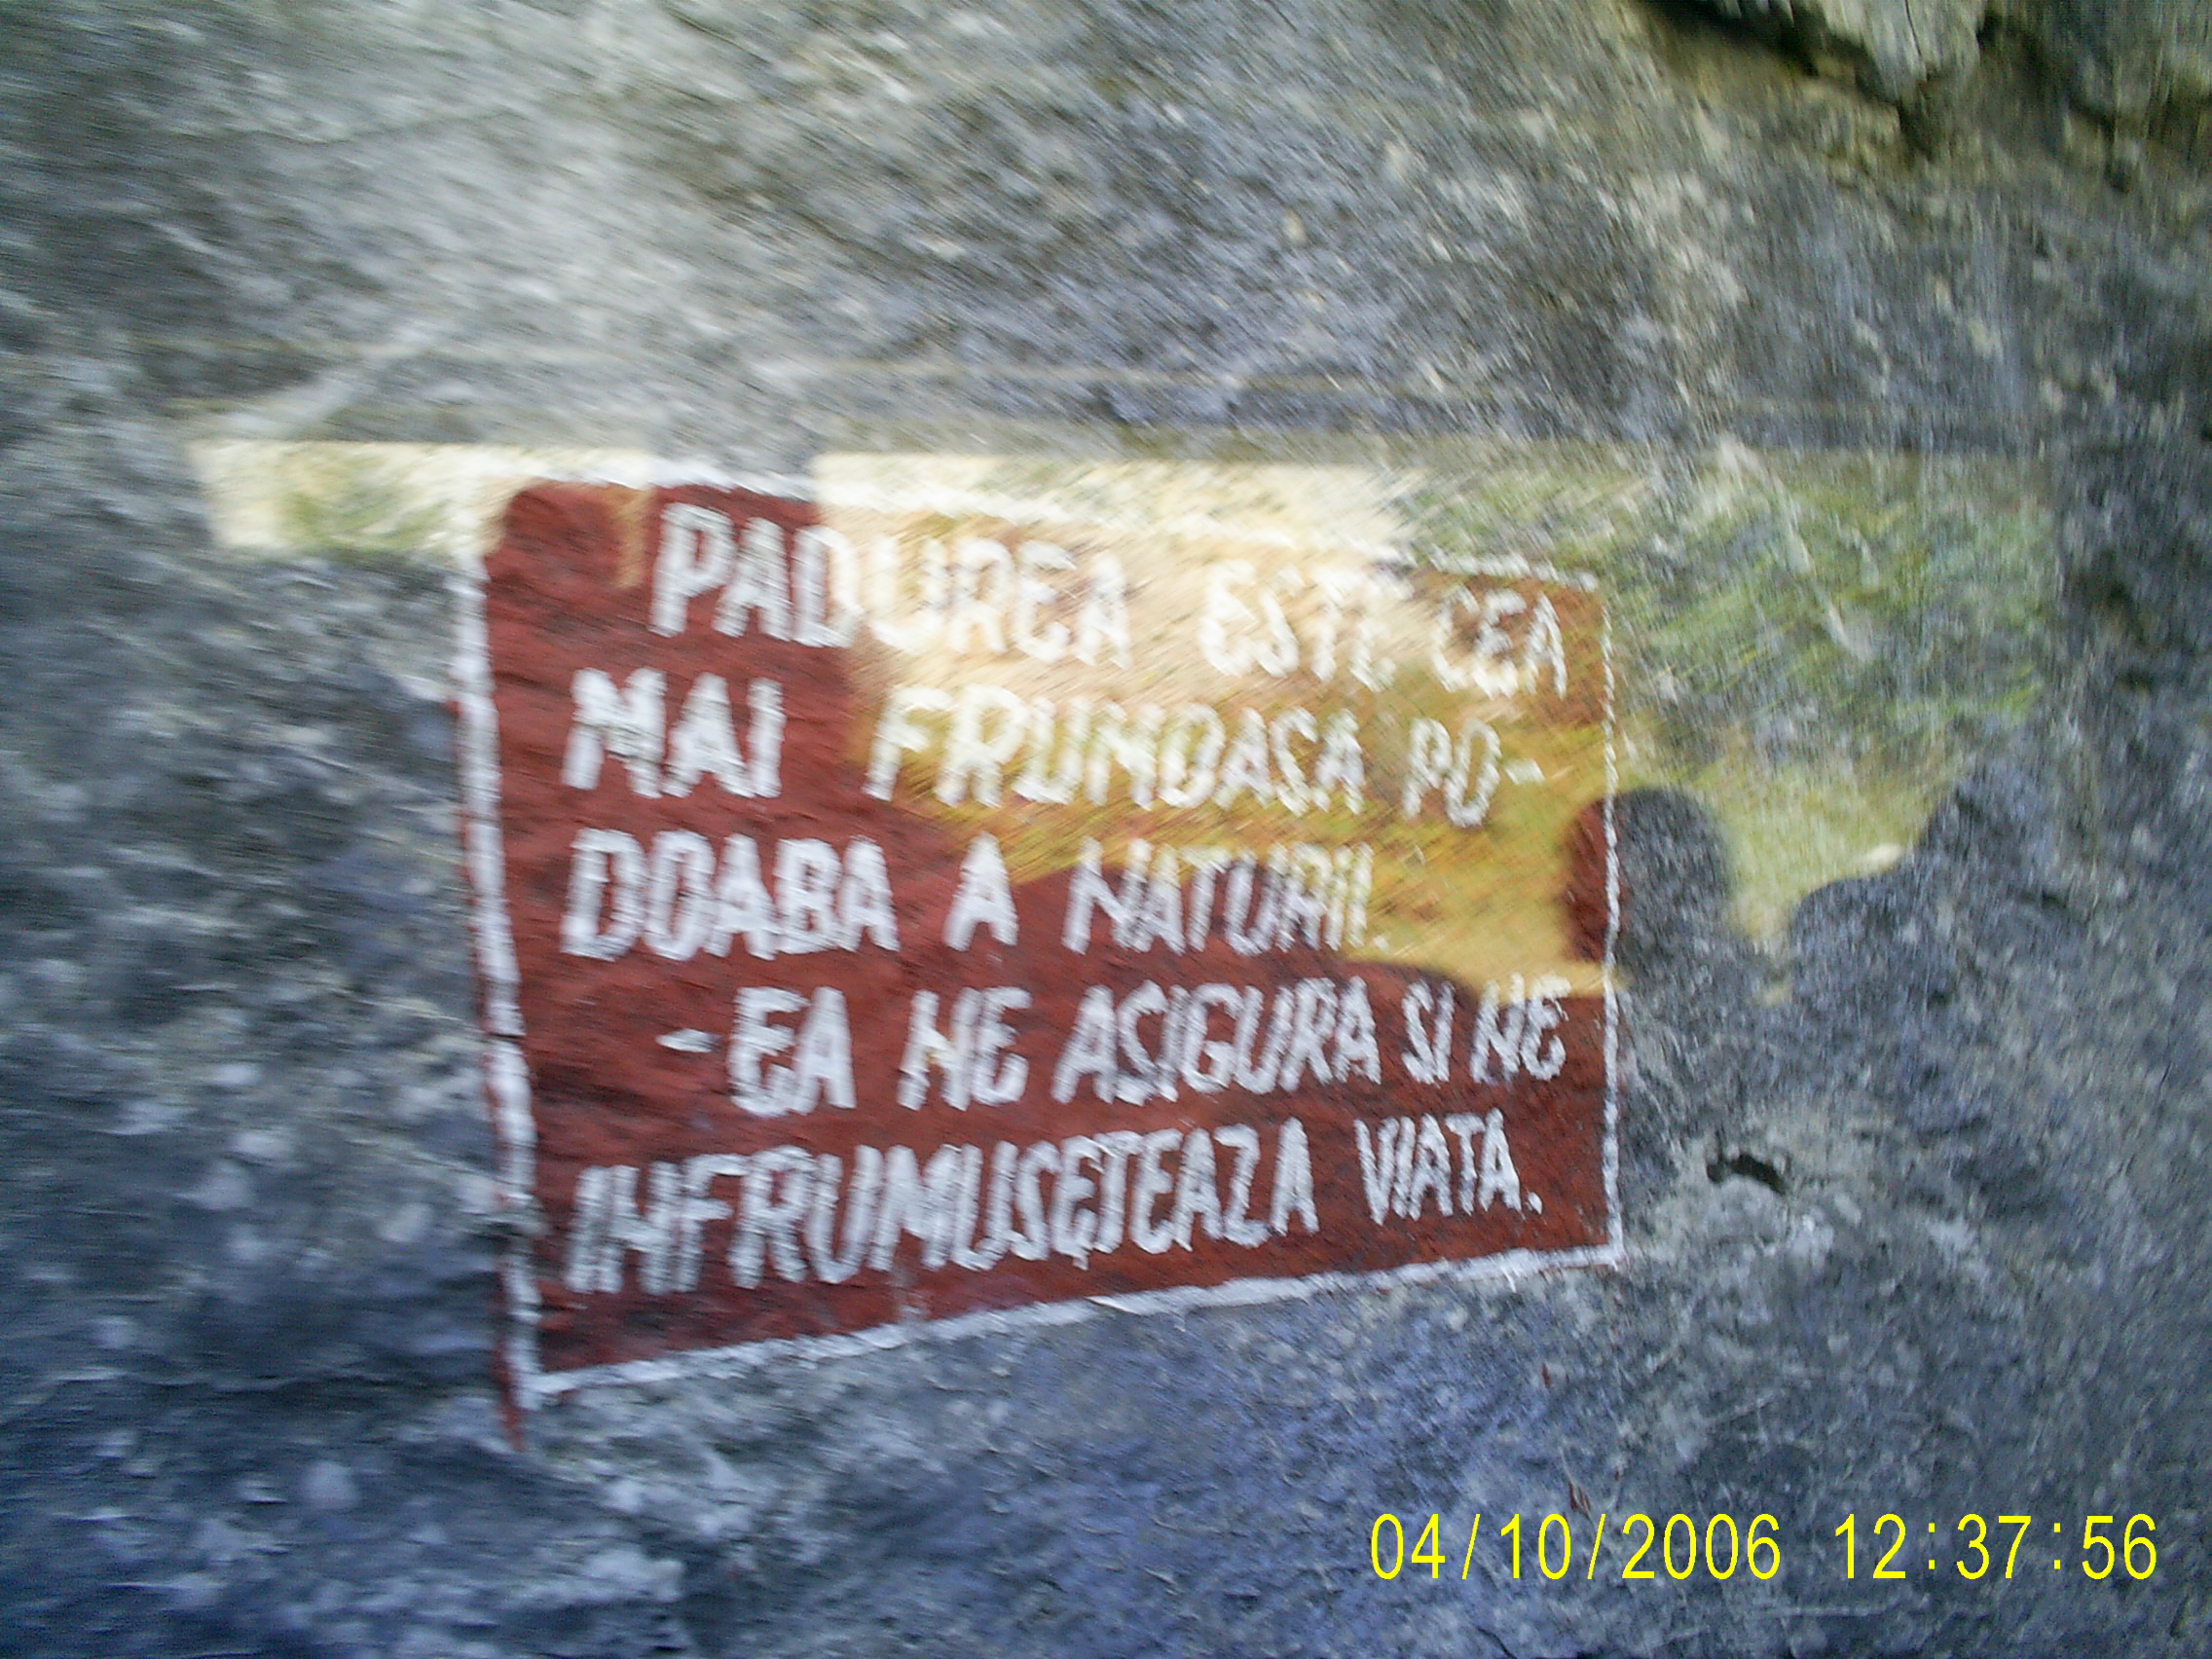 PADUREA ESTE CEA
MAI FRUMOASA PO-
DOABA A NATURII.
-EA NE ASIGURA SI NE
INFRUMUSEŢEAZA VIATA.
04/10/2006 12:37:56